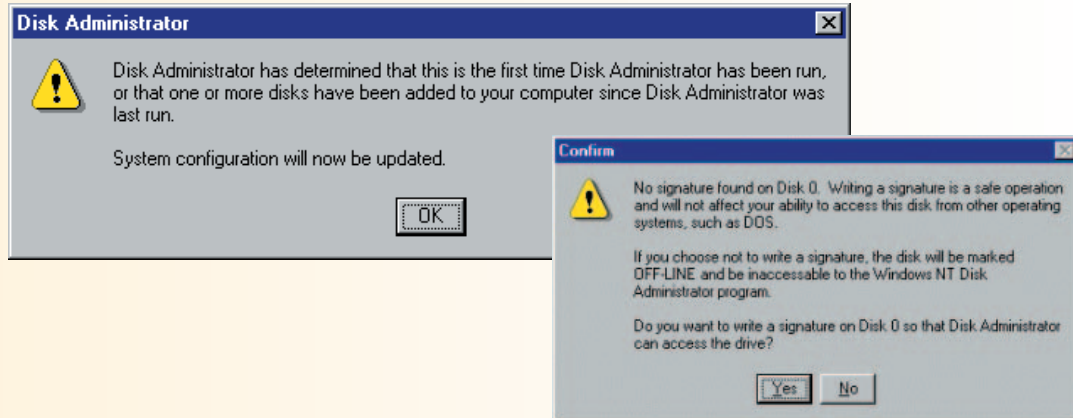 Disk Administrator
Disk Administrator has determined that this is the first time Disk Administrator has been run,
or that one or more disks have been added to your computer since Disk Administrator was
last run.
System configuration will now be updated.
OK
Confirm
No signature found on Disk 0. Writing a signature is a safe operation
and will not affect your ability to access this disk from other operating
systems, such as DOS.
If you choose not to write a signature, the disk will be marked
OFF-LINE and be inaccessable to the Windows NT Disk
Administrator program.
Do you want to write a signature on Disk 0 so that Disk Administrator
can access the drive?
Yes No